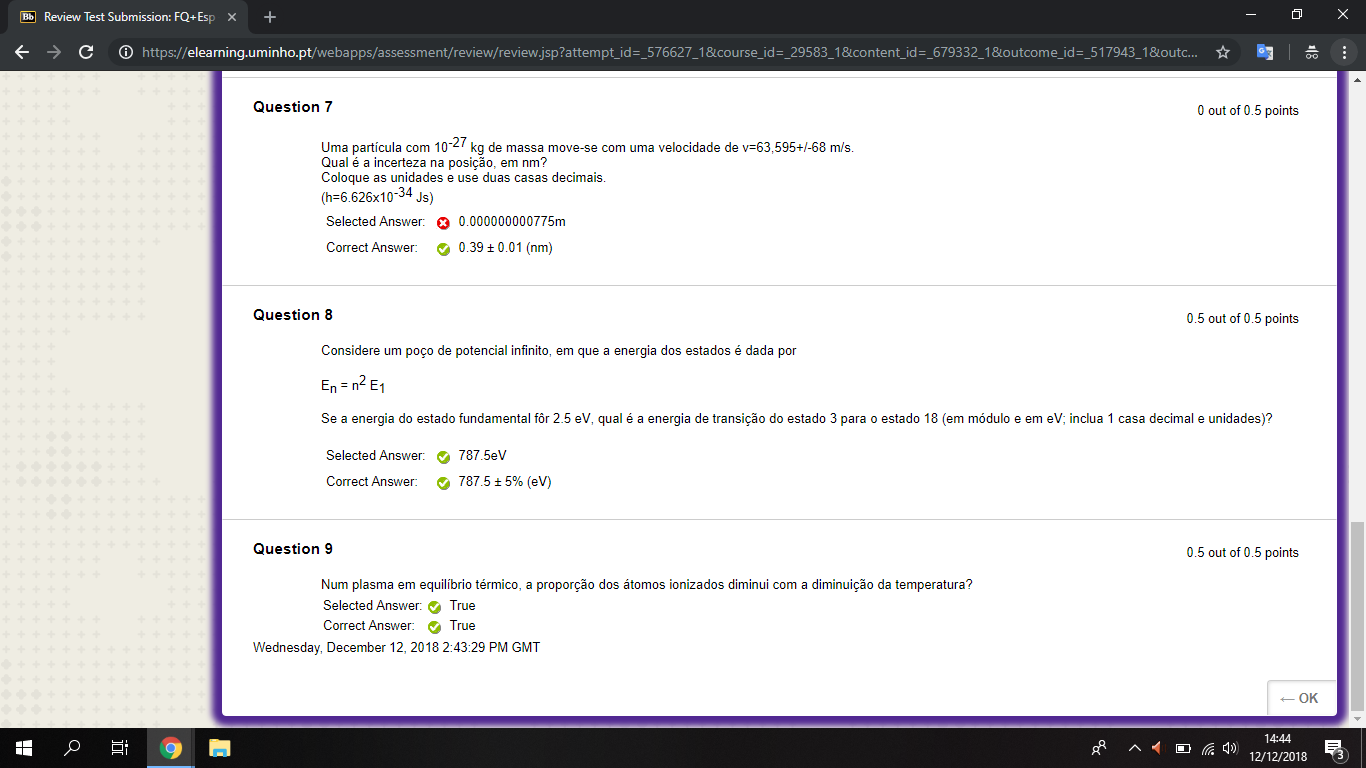 Bb Review Test Submission: FQ+Esp
https://elearning.uminho.pt/webapps/assessment/review/review.jsp?attempt_id=_576627_1&course_id=_29583_1&content_id=_679332_1&outcome_id=_517943_1&outc...
Question 7
0 out of 0.5 points
Uma partícula com 10-27 kg de massa move-se com uma velocidade de v=63,595+/-68 m/s.
Qual é a incerteza na posição, em nm?
Coloque as unidades e use duas casas decimais.
(h=6.626x10-34 Js)
Selected Answer: 0.000000000775m
Correct Answer: 0.39 ± 0.01 (nm)
Question 8
0.5 out of 0.5 points
Considere um poço de potencial infinito, em que a energia dos estados é dada por
En = n2 E1
Se a energia do estado fundamental fôr 2.5 eV, qual é a energia de transição do estado 3 para o estado 18 (em módulo e em eV; inclua 1 casa decimal e unidades)?
Selected Answer: 787.5eV
Correct Answer: 787.5 ± 5% (eV)
Question 9
0.5 out of 0.5 points
Num plasma em equilíbrio térmico, a proporção dos átomos ionizados diminui com a diminuição da temperatura?
Selected Answer: True
Correct Answer: True
Wednesday, December 12, 2018 2:43:29 PM GMT
← OK
14:44
12/12/2018
3